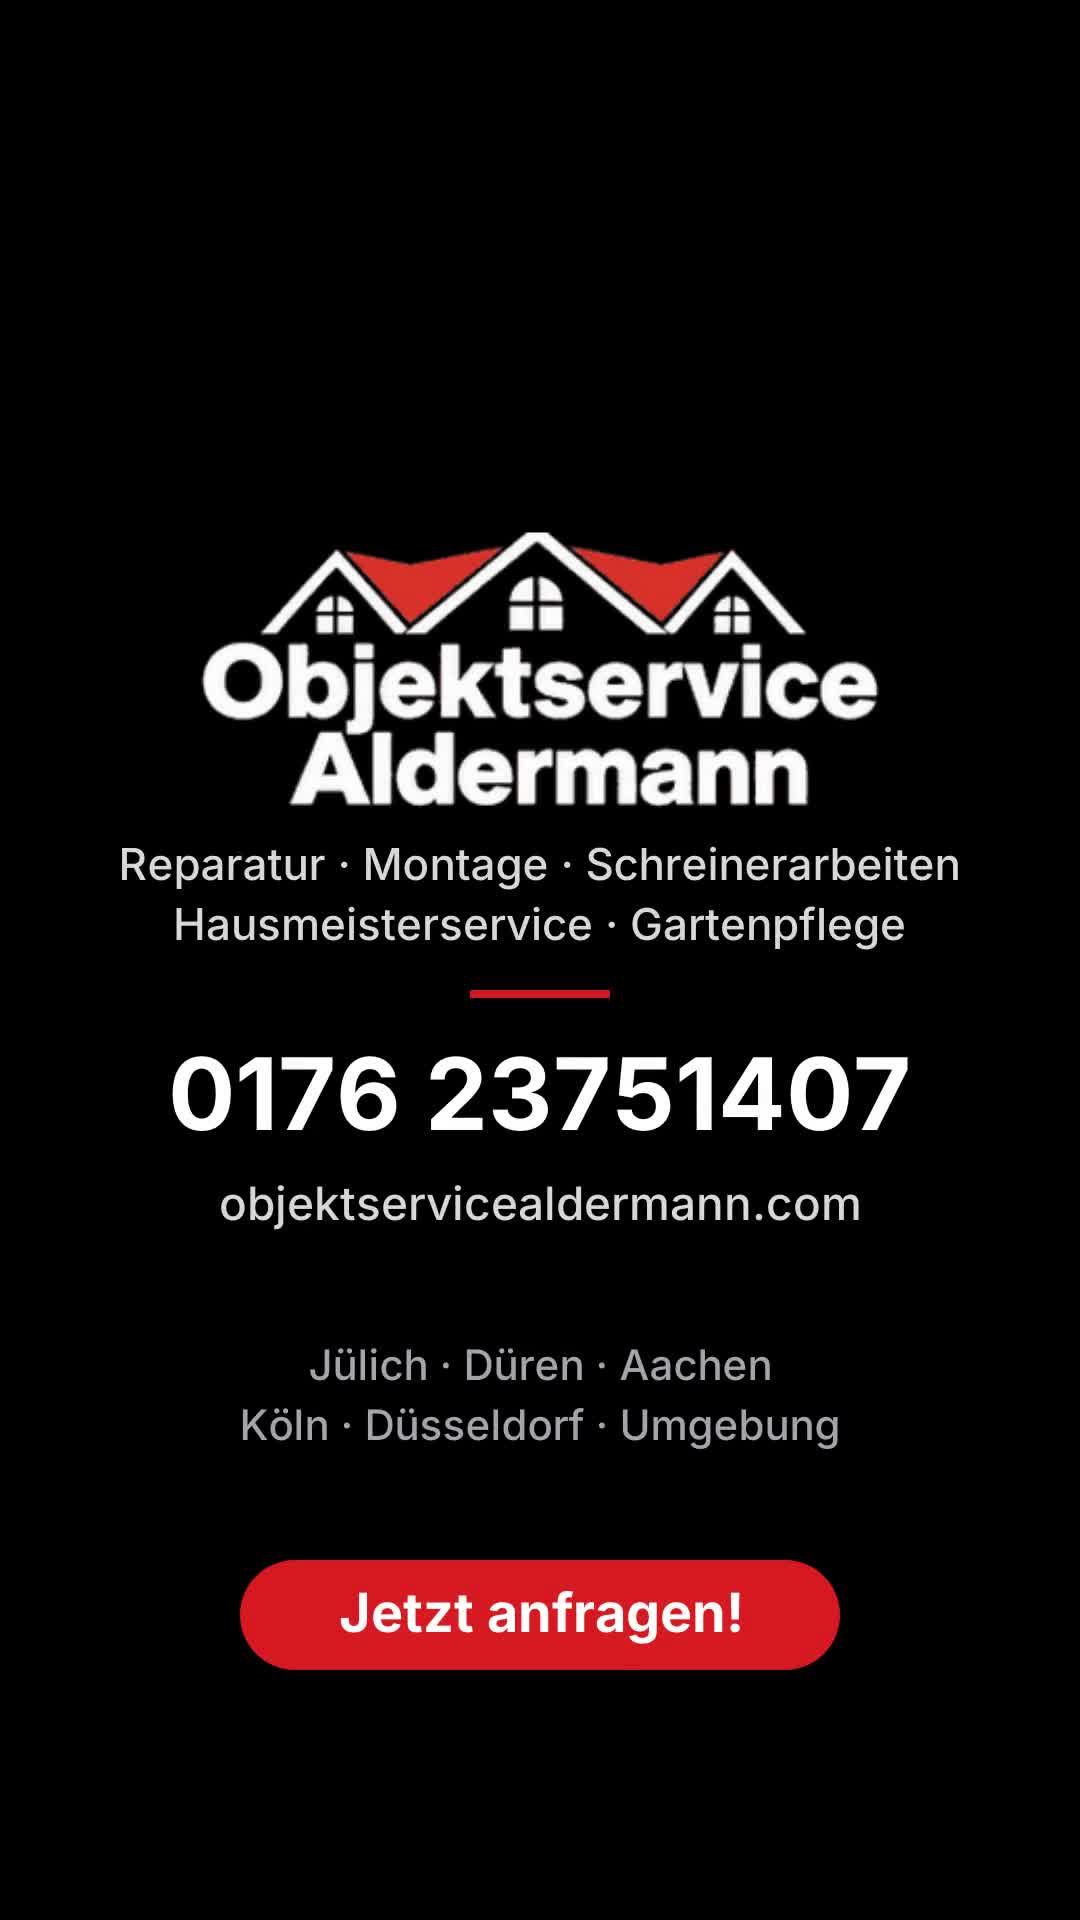 Objektservice
Aldermann
Reparatur · Montage · Schreinerarbeiten
Hausmeisterservice · Gartenpflege
0176 23751407
objektservicealdermann.com
Jülich · Düren · Aachen
Köln · Düsseldorf · Umgebung
Jetzt anfragen!